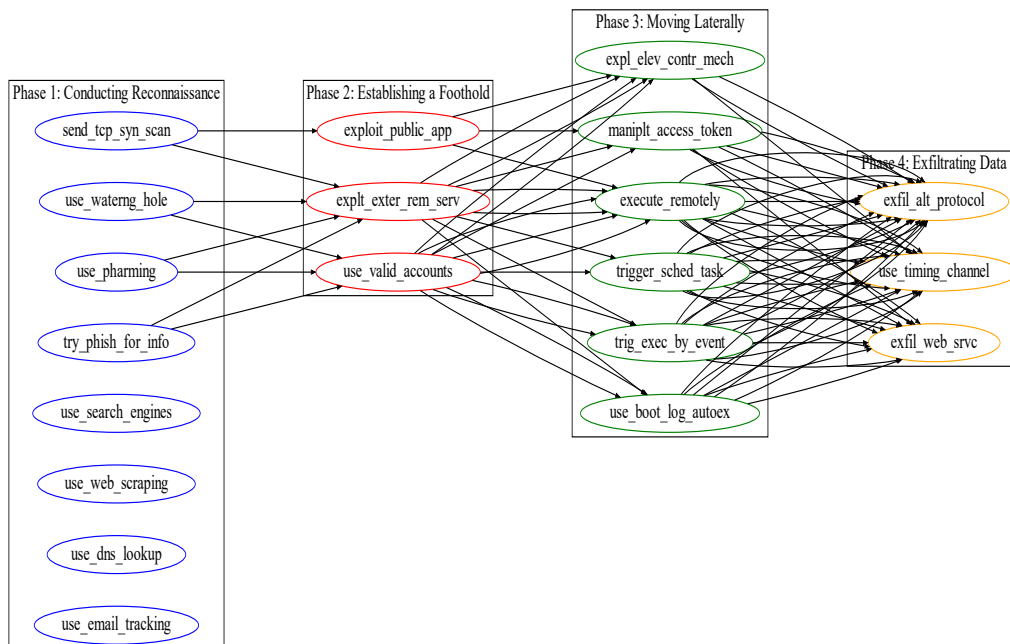 Phase 1: Conducting Reconnaissance
send_tcp_syn_scan
use_waterng_hole
use_pharming
try_phish_for_info
use_search_engines
use_web_scraping
use_dns_lookup
use_email_tracking
Phase 2: Establishing a Foothold
exploit_public_app
explt_exter_rem_serv
use_valid_accounts
Phase 3: Moving Laterally
expl_elev_contr_mech
maniplt_access_token
execute_remotely
trigger_sched_task
trig_exec_by_event
use_boot_log_autoex
Phase 4: Exfiltrating Data
exfil_alt_protocol
use_timing_channel
exfil_web_srvc